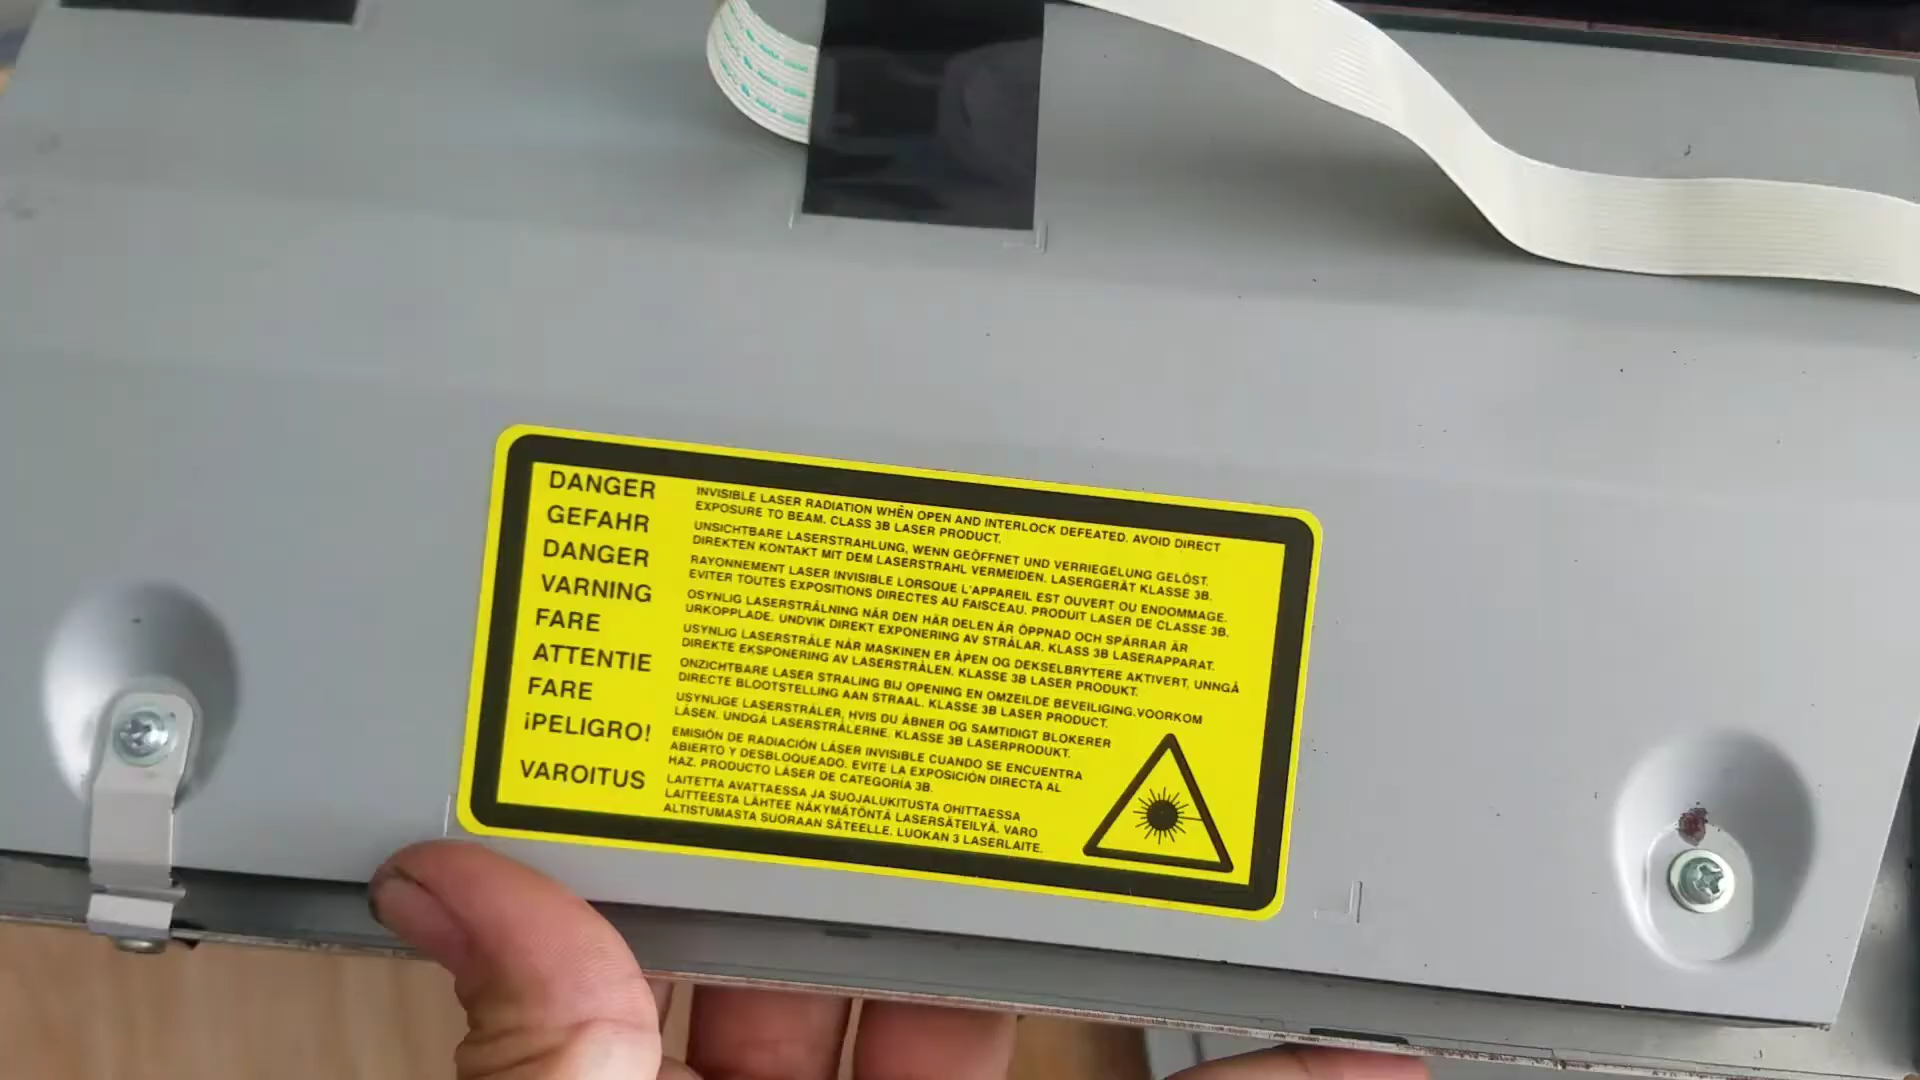 DANGER
INVISIBLE LASER RADIATION WHEN OPEN AND INTERLOCK DEFEATED. AVOID DIRECT
EXPOSURE TO BEAM. CLASS 3B LASER PRODUCT.
GEFAHR
UNSICHTBARE LASERSTRAHLUNG, WENN GEÖFFNET UND VERRIEGELUNG GELÖST.
DIREKTEN KONTAKT MIT DEM LASERSTRAHL VERMEIDEN. LASERGERÄT KLASSE 3B.
DANGER
RAYONNEMENT LASER INVISIBLE LORSQUE L'APPAREIL EST OUVERT OU ENDOMMAGE.
EVITER TOUTES EXPOSITIONS DIRECTES AU FAISCEAU. PRODUIT LASER DE CLASSE 3B.
VARNING
OSYNLIG LASERSTRÅLNING NÄR DEN HÄR DELEN ÄR ÖPPNAD OCH SPÄRRAR ÄR
URKOPPLADE. UNDVIK DIREKT EXPONERING AV STRÅLAR. KLASS 3B LASERAPPARAT.
FARE
USYNLIG LASERSTRÅLE NÅR MASKINEN ER ÅPEN OG DEKSELBRYTERE AKTIVERT, UNNGÅ
DIREKTE EKSPONERING AV LASERSTRÅLEN. KLASSE 3B LASER PRODUKT.
ATTENTIE
ONZICHTBARE LASER STRALING BIJ OPENING EN OMZEILDE BEVEILIGING.VOORKOM
DIRECTE BLOOTSTELLING AAN STRAAL. KLASSE 3B LASER PRODUCT.
FARE
USYNLIGE LASERSTRÅLER, HVIS DU ÅBNER OG SAMTIDIGT BLOKERER
LÅSEN. UNDGÅ LASERSTRÅLERNE. KLASSE 3B LASERPRODUKT.
¡PELIGRO!
EMISIÓN DE RADIACIÓN LÁSER INVISIBLE CUANDO SE ENCUENTRA
ABIERTO Y DESBLOQUEADO. EVITE LA EXPOSICIÓN DIRECTA AL
HAZ. PRODUCTO LÁSER DE CATEGORÍA 3B.
VAROITUS
LAITETTA AVATTAESSA JA SUOJALUKITUSTA OHITTAESSA
LAITTEESTA LÄHTEE NÄKYMÄTÖNTÄ LASERSÄTEILYÄ. VARO
ALTISTUMASTA SUORAAN SÄTEELLE. LUOKAN 3 LASERLAITE.